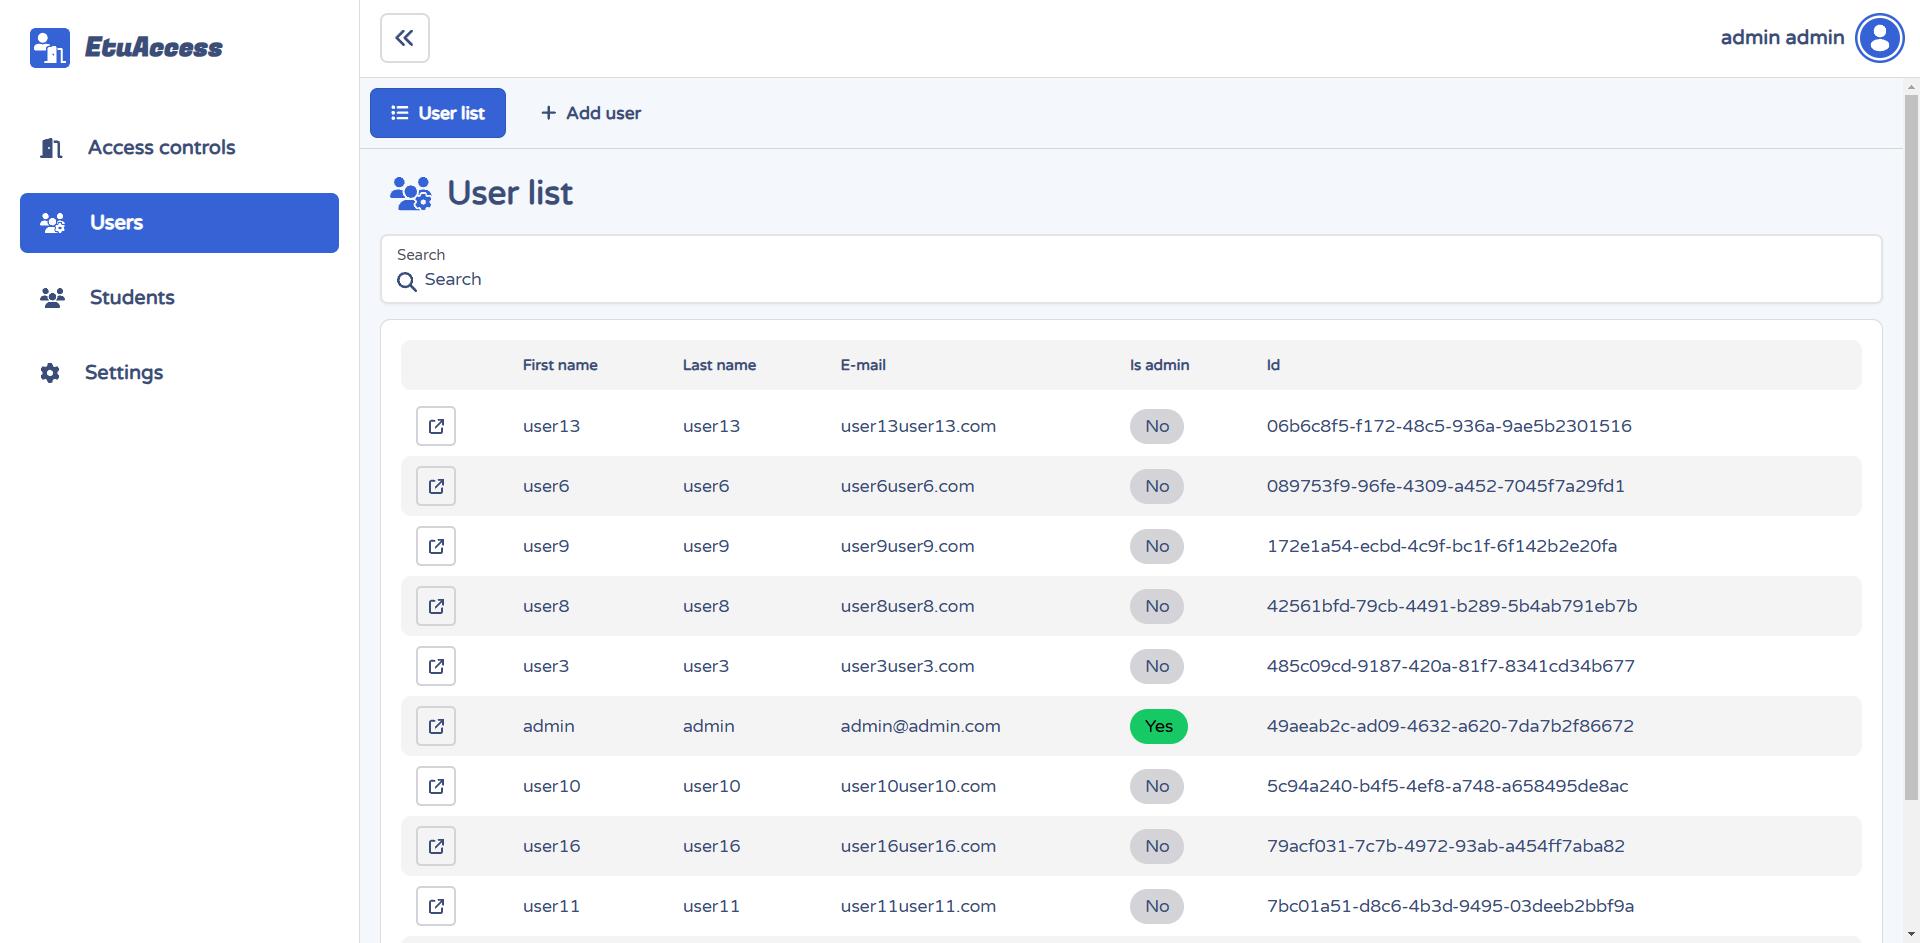 EtuAccess
admin admin
Access controls
Users
Students
Settings
User list
Add user
User list
Search
Search
First name Last name E-mail Is admin Id
user13 user13 user13user13.com No 06b6c8f5-f172-48c5-936a-9ae5b2301516
user6 user6 user6user6.com No 089753f9-96fe-4309-a452-7045f7a29fd1
user9 user9 user9user9.com No 172e1a54-ecbd-4c9f-bc1f-6f142b2e20fa
user8 user8 user8user8.com No 42561bfd-79cb-4491-b289-5b4ab791eb7b
user3 user3 user3user3.com No 485c09cd-9187-420a-81f7-8341cd34b677
admin admin admin@admin.com Yes 49aeab2c-ad09-4632-a620-7da7b2f86672
user10 user10 user10user10.com No 5c94a240-b4f5-4ef8-a748-a658495de8ac
user16 user16 user16user16.com No 79acf031-7c7b-4972-93ab-a454ff7aba82
user11 user11 user11user11.com No 7bc01a51-d8c6-4b3d-9495-03deeb2bbf9a